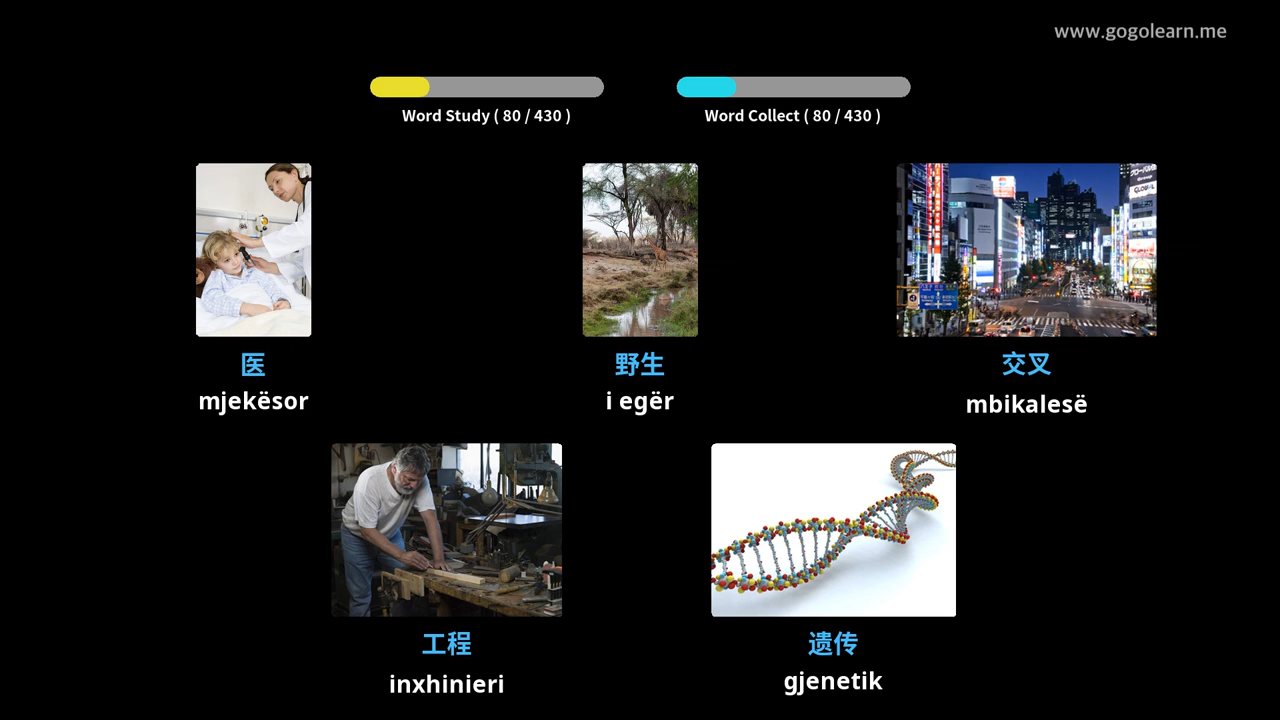 www.gogolearn.me
Word Study ( 80 / 430 )
Word Collect ( 80 / 430 )
医
野生
交叉
mjekësor
i egër
mbikalesë
工程
遗传
inxhinieri
gjenetik